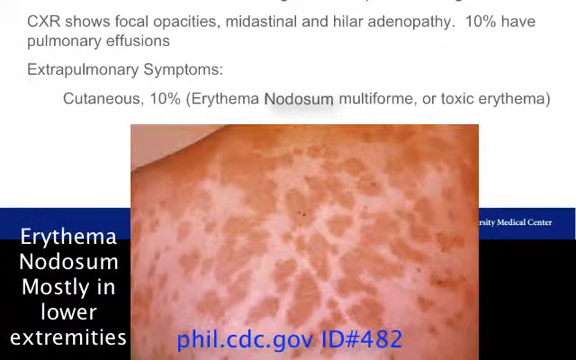 CXR shows focal opacities, midastinal and hilar adenopathy.  10% have
pulmonary effusions
Extrapulmonary Symptoms:
Cutaneous, 10% (Erythema Nodosum multiforme, or toxic erythema)
ersity Medical Center
Erythema
Nodosum
Mostly in
lower
extremities
phil.cdc.gov ID#482